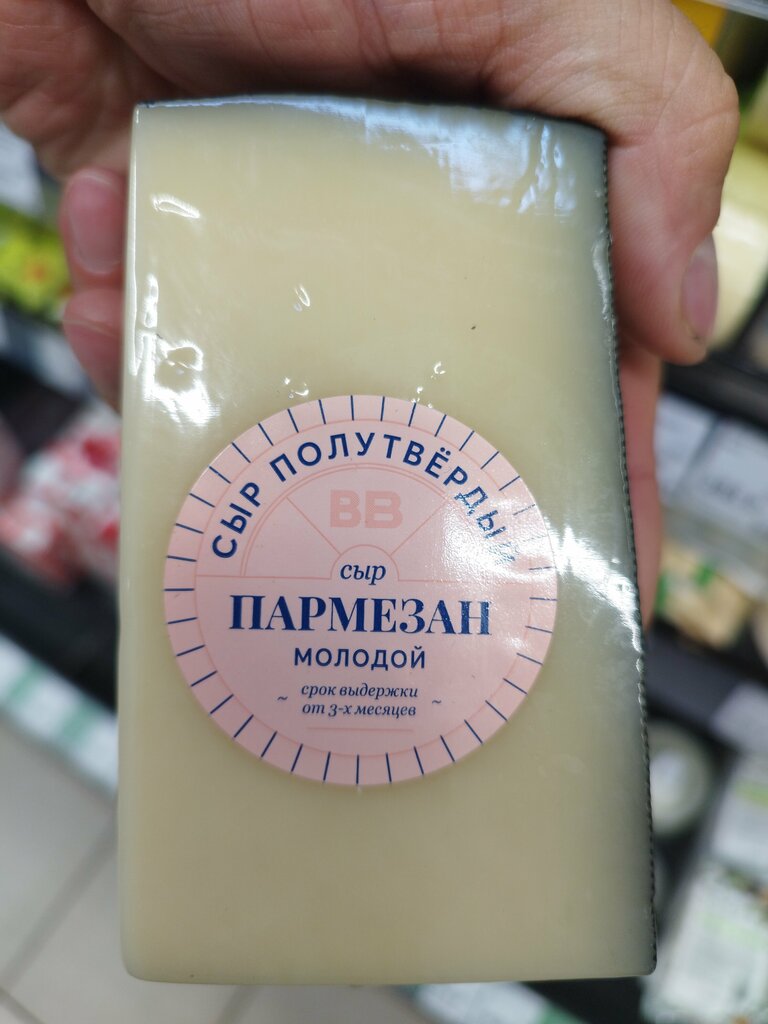 СЫР ПОЛУТВЁРДЫЙ
ВВ
сыр
ПАРМЕЗАН
МОЛОДОЙ
~ срок выдержки ~
от 3-х месяцев